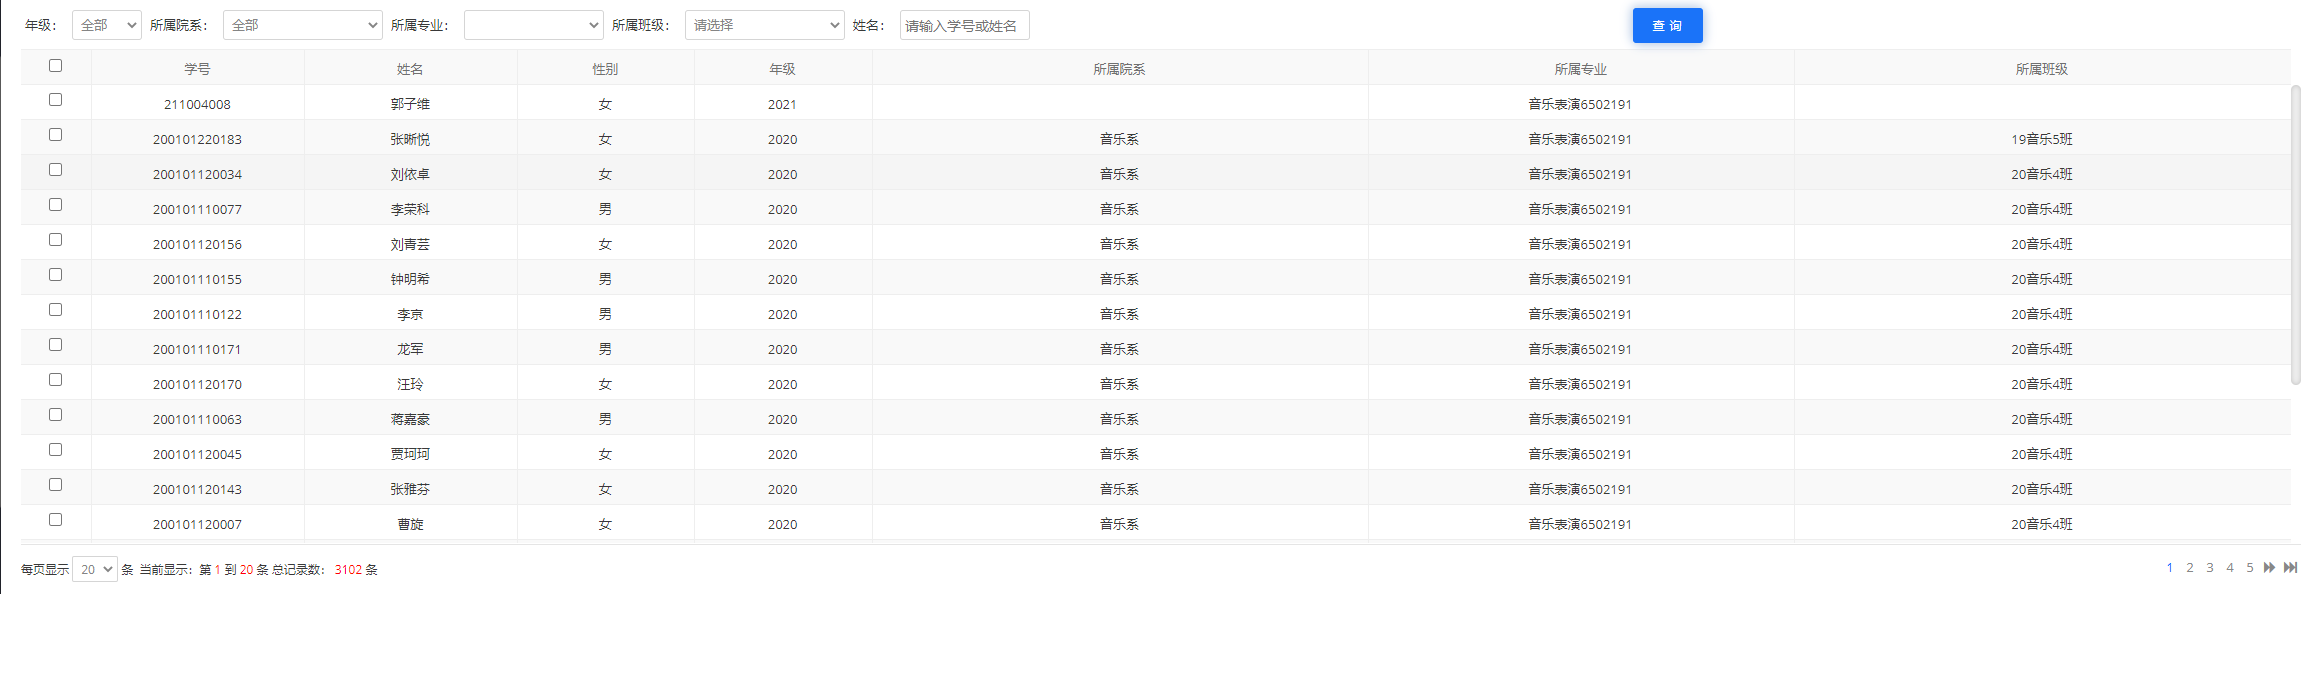 年级： 全部 所属院系： 全部 所属专业： 所属班级： 请选择 姓名： 请输入学号或姓名 查 询
学号 姓名 性别 年级 所属院系 所属专业 所属班级
211004008 郭子维 女 2021 音乐表演6502191
200101220183 张晰悦 女 2020 音乐系 音乐表演6502191 19音乐5班
200101120034 刘依卓 女 2020 音乐系 音乐表演6502191 20音乐4班
200101110077 李荣科 男 2020 音乐系 音乐表演6502191 20音乐4班
200101120156 刘青芸 女 2020 音乐系 音乐表演6502191 20音乐4班
200101110155 钟明希 男 2020 音乐系 音乐表演6502191 20音乐4班
200101110122 李京 男 2020 音乐系 音乐表演6502191 20音乐4班
200101110171 龙军 男 2020 音乐系 音乐表演6502191 20音乐4班
200101120170 汪玲 女 2020 音乐系 音乐表演6502191 20音乐4班
200101110063 蒋嘉豪 男 2020 音乐系 音乐表演6502191 20音乐4班
200101120045 贾珂珂 女 2020 音乐系 音乐表演6502191 20音乐4班
200101120143 张雅芬 女 2020 音乐系 音乐表演6502191 20音乐4班
200101120007 曹旋 女 2020 音乐系 音乐表演6502191 20音乐4班
每页显示 20 条 当前显示：第 1 到 20 条 总记录数： 3102 条 1 2 3 4 5